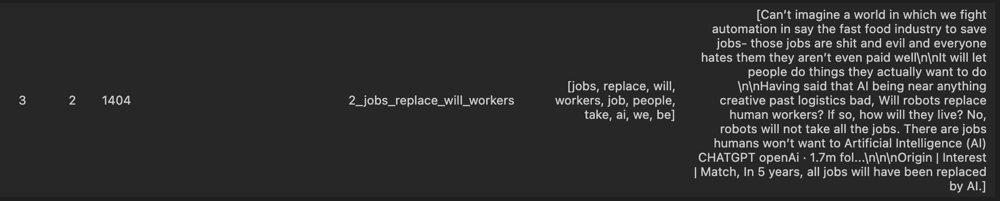 3 2 1404 2_jobs_replace_will_workers
[jobs, replace, will,
workers, job, people,
take, ai, we, be]
[Can’t imagine a world in which we fight
automation in say the fast food industry to save
jobs- those jobs are shit and evil and everyone
hates them they aren’t even paid well\n\nIt will let
people do things they actually want to do
\n\nHaving said that AI being near anything
creative past logistics bad, Will robots replace
human workers? If so, how will they live? No,
robots will not take all the jobs. There are jobs
humans won’t want to Artificial Intelligence (AI)
CHATGPT openAi · 1.7m fol...\n\n\nOrigin | Interest
| Match, In 5 years, all jobs will have been replaced
by AI.]